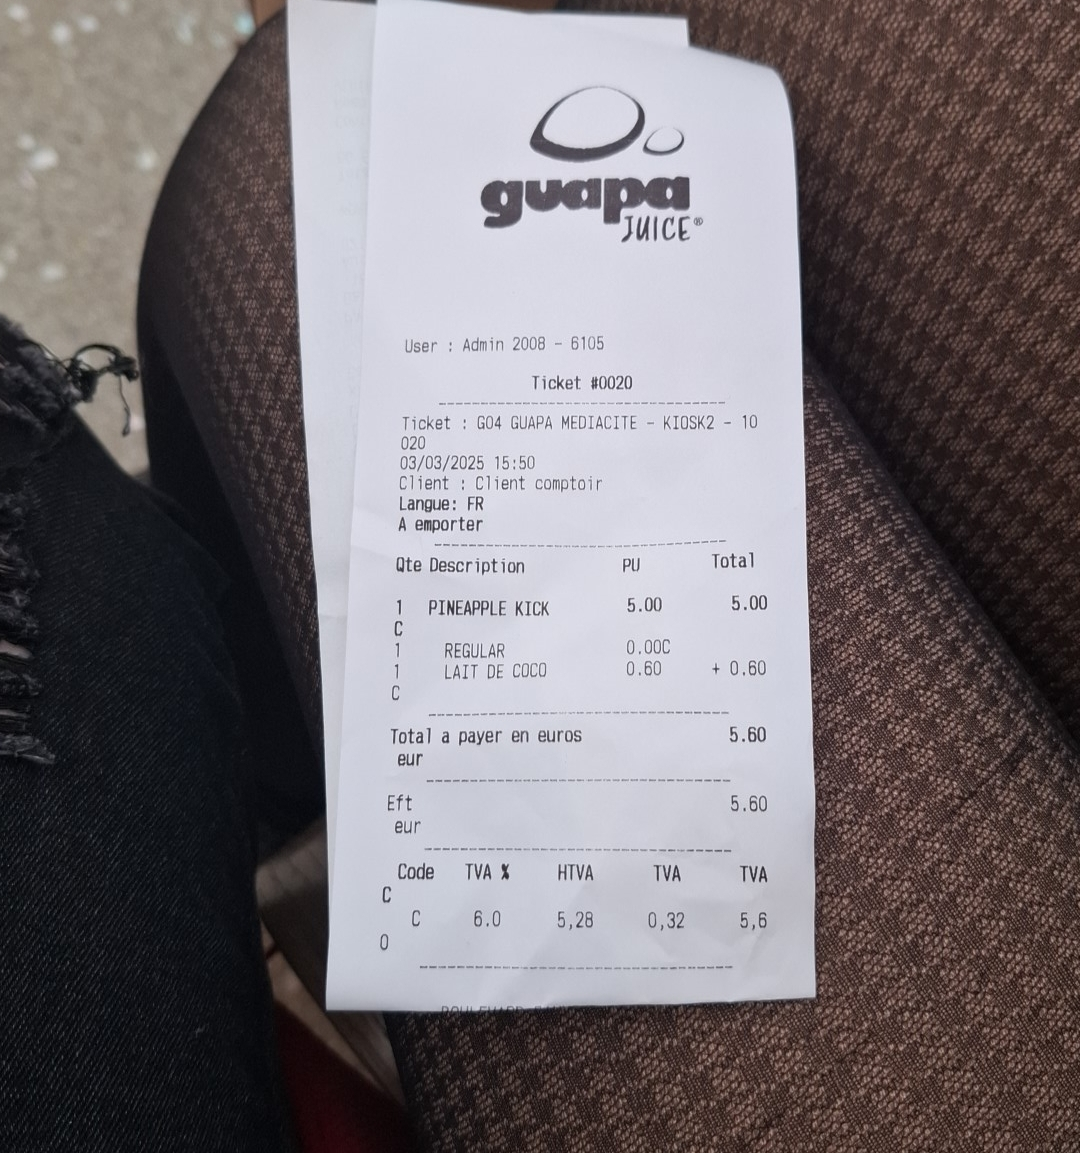 guapa
JUICE®
User : Admin 2008 - 6105
Ticket #0020
Ticket : G04 GUAPA MEDIACITE - KIOSK2 - 10
020
03/03/2025 15:50
Client : Client comptoir
Langue: FR
A emporter
Qte Description PU Total
1 PINEAPPLE KICK 5.00 5.00
C
1 REGULAR 0.00C
1 LAIT DE COCO 0.60 + 0.60
C
Total a payer en euros 5.60
eur
Eft 5.60
eur
Code TVA % HTVA TVA TVA
C
C 6.0 5,28 0,32 5,6
0